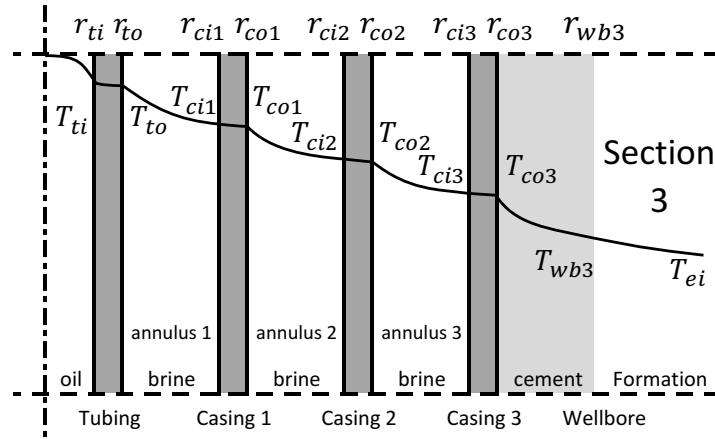 r_ti r_to r_ci1 r_co1 r_ci2 r_co2 r_ci3 r_co3 r_wb3
T_ti T_to T_ci1 T_co1 T_ci2 T_co2 T_ci3 T_co3 T_wb3 T_ei
Section
3
annulus 1 annulus 2 annulus 3
oil brine brine brine cement Formation
Tubing Casing 1 Casing 2 Casing 3 Wellbore